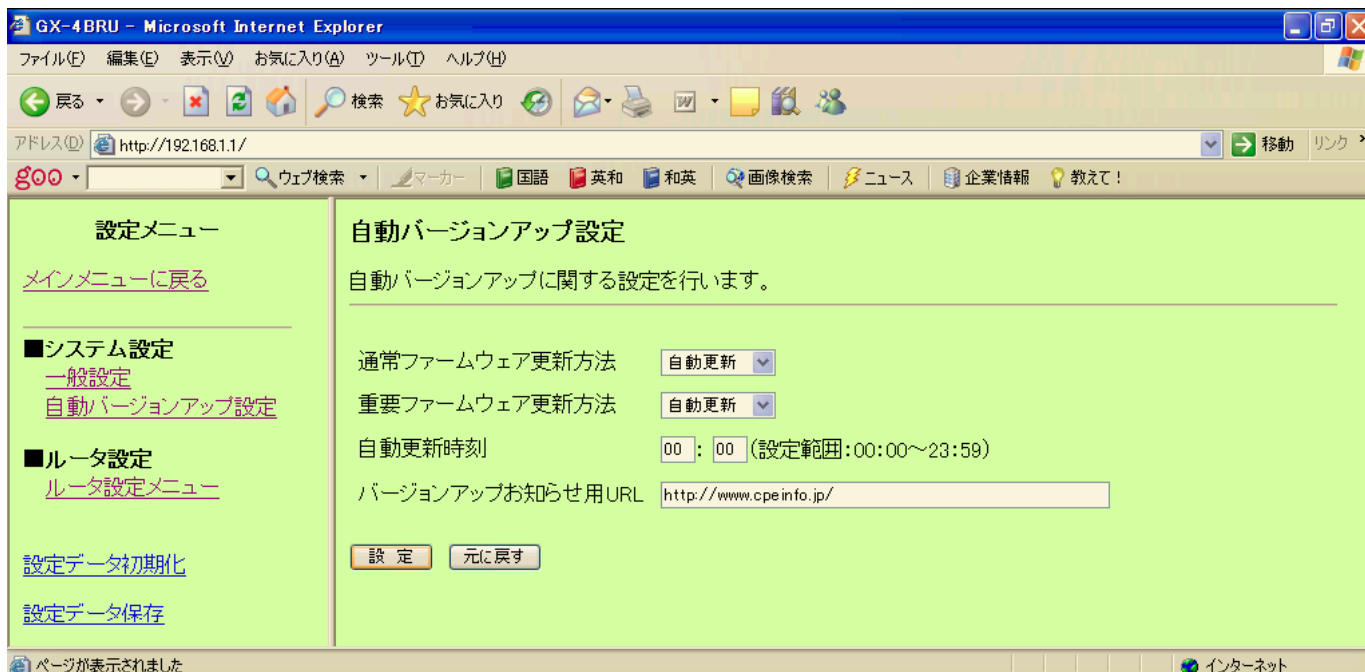 GX-4BRU - Microsoft Internet Explorer
ファイル(F) 編集(E) 表示(V) お気に入り(A) ツール(T) ヘルプ(H)
戻る 検索 お気に入り
アドレス(D) http://192.168.1.1/ 移動 リンク
goo ウェブ検索 マーカー 国語 英和 和英 画像検索 ニュース 企業情報 教えて!
設定メニュー
メインメニューに戻る
■システム設定
一般設定
自動バージョンアップ設定
■ルータ設定
ルータ設定メニュー
設定データ初期化
設定データ保存
自動バージョンアップ設定
自動バージョンアップに関する設定を行います。
通常ファームウェア更新方法 自動更新
重要ファームウェア更新方法 自動更新
自動更新時刻 00 : 00 (設定範囲:00:00～23:59)
バージョンアップお知らせ用URL http://www.cpeinfo.jp/
設 定 元に戻す
ページが表示されました インターネット